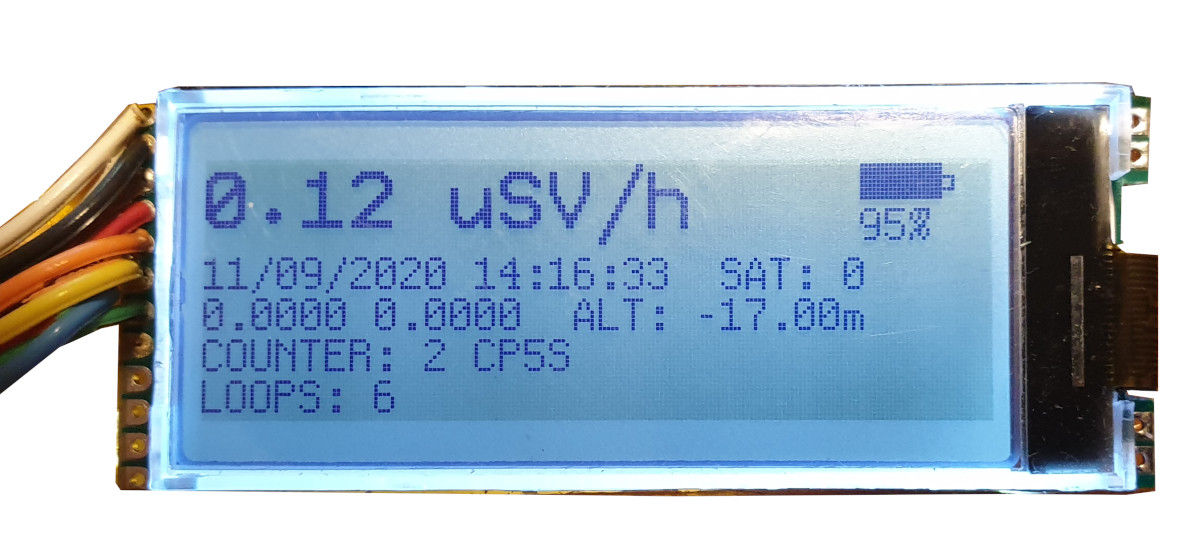 0.12 uSV/h
95%
11/09/2020 14:16:33 SAT: 0
0.0000 0.0000 ALT: -17.00m
COUNTER: 2 CP5S
LOOPS: 6